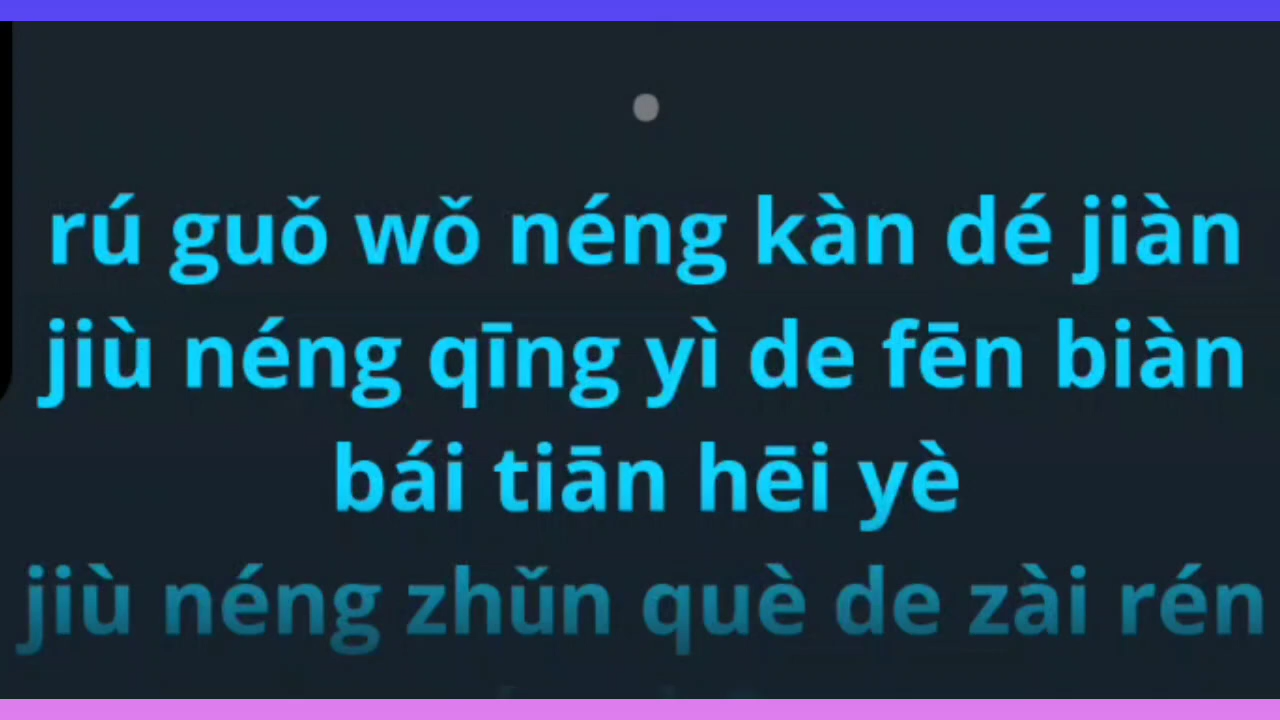 rú guǒ wǒ néng kàn dé jiàn
jiù néng qīng yì de fēn biàn
bái tiān hēi yè
jiù néng zhǔn què de zài rén